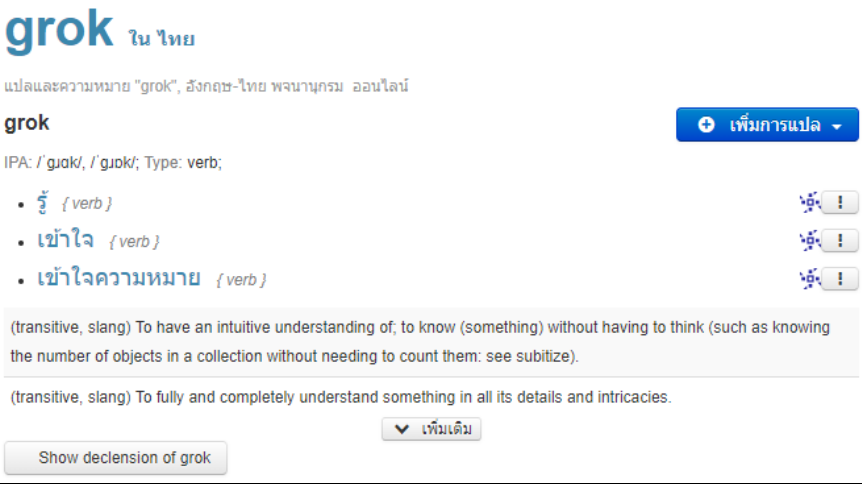 grok ใน ไทย
แปลและความหมาย "grok", อังกฤษ-ไทย พจนานุกรม ออนไลน์
grok
เพิ่มการแปล
IPA: /ˈɡɹɑk/, /ˈɡɹɒk/; Type: verb;
รู้ { verb }
เข้าใจ { verb }
เข้าใจความหมาย { verb }
(transitive, slang) To have an intuitive understanding of; to know (something) without having to think (such as knowing
the number of objects in a collection without needing to count them: see subitize).
(transitive, slang) To fully and completely understand something in all its details and intricacies.
เพิ่มเติม
Show declension of grok